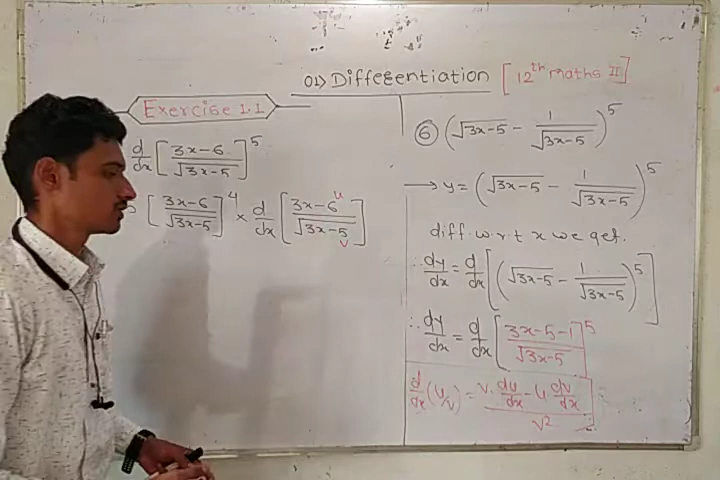 01) Differentiation [12th maths II]
Exercise 1.1
d/dx [(3x-6)/√(3x-5)]^5
[(3x-6)/√(3x-5)]^4 × d/dx [(3x-6)/√(3x-5)] u v
⑥ (√(3x-5) - 1/√(3x-5))^5
→ y = (√(3x-5) - 1/√(3x-5))^5
diff w.r.t x we get.
∴ dy/dx = d/dx [(√(3x-5) - 1/√(3x-5))^5]
∴ dy/dx = d/dx [(3x-5-1)/√(3x-5)]^5
d/dx (u/v) = (v. du/dx - u dv/dx)/v²